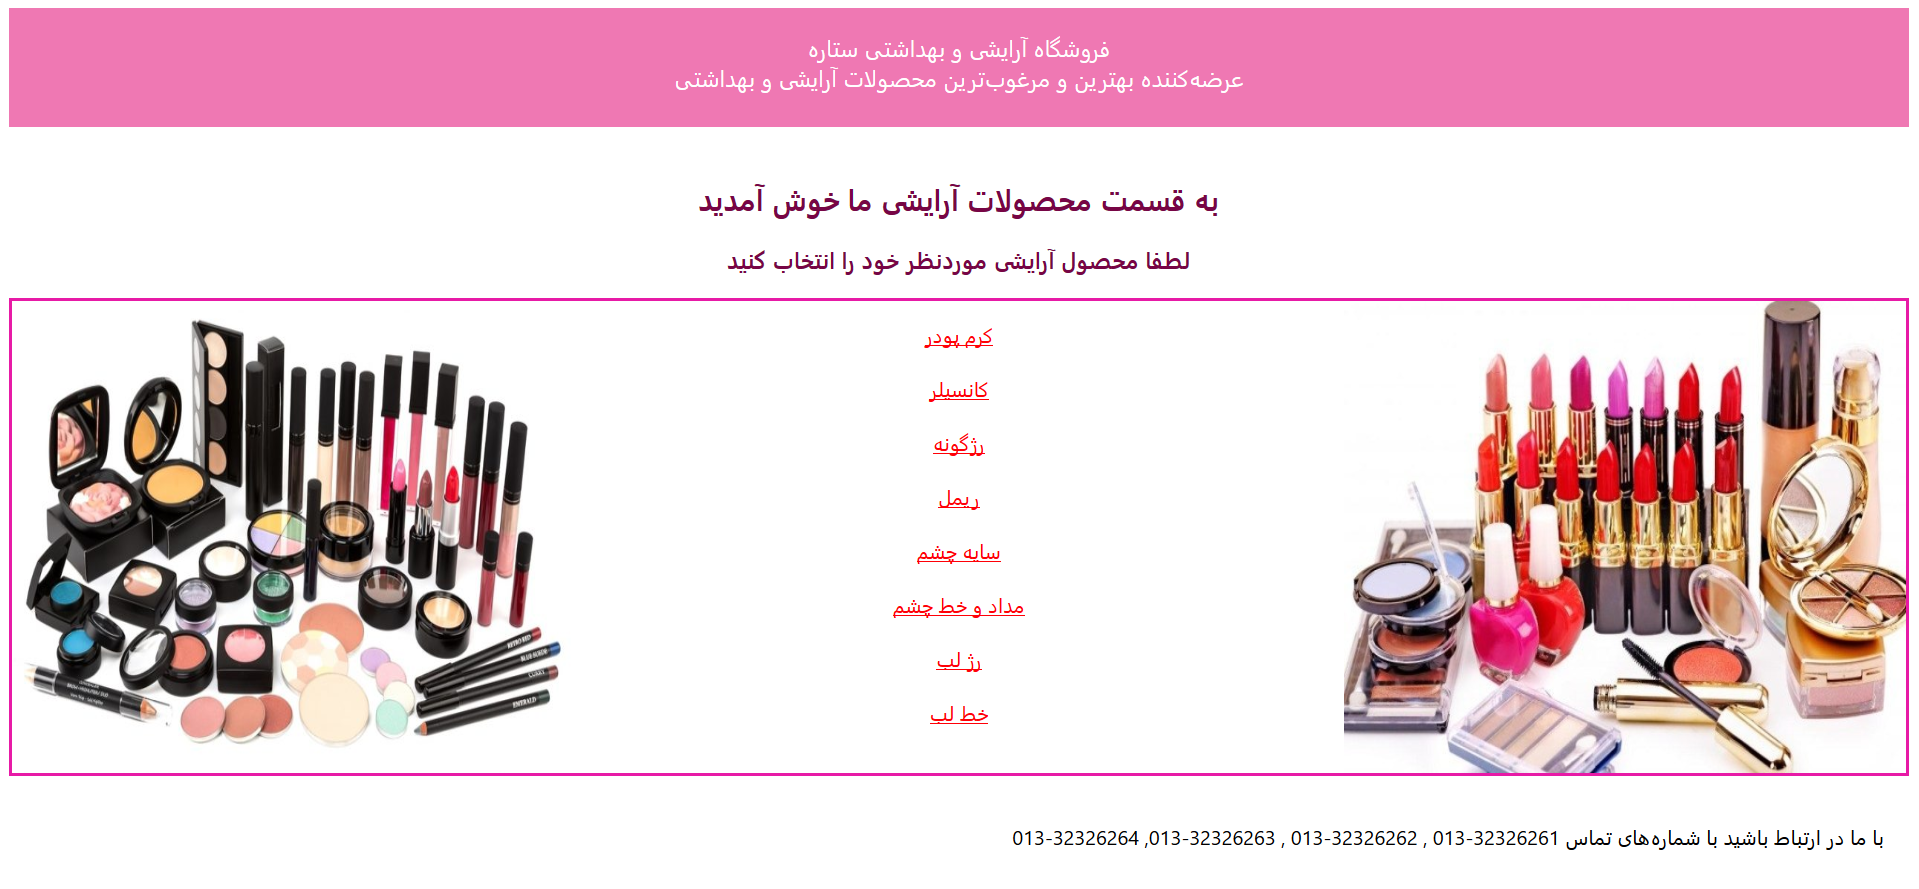 فروشگاه آرایشی و بهداشتی ستاره
عرضه‌کننده بهترین و مرغوب‌ترین محصولات آرایشی و بهداشتی
به قسمت محصولات آرایشی ما خوش آمدید
لطفا محصول آرایشی موردنظر خود را انتخاب کنید
کرم پودر
کانسیلر
رژگونه
ریمل
سایه چشم
مداد و خط چشم
رژ لب
خط لب
EMERALD
با ما در ارتباط باشید با شماره‌های تماس 32326261-013 , 32326262-013 , 32326263-013, 32326264-013